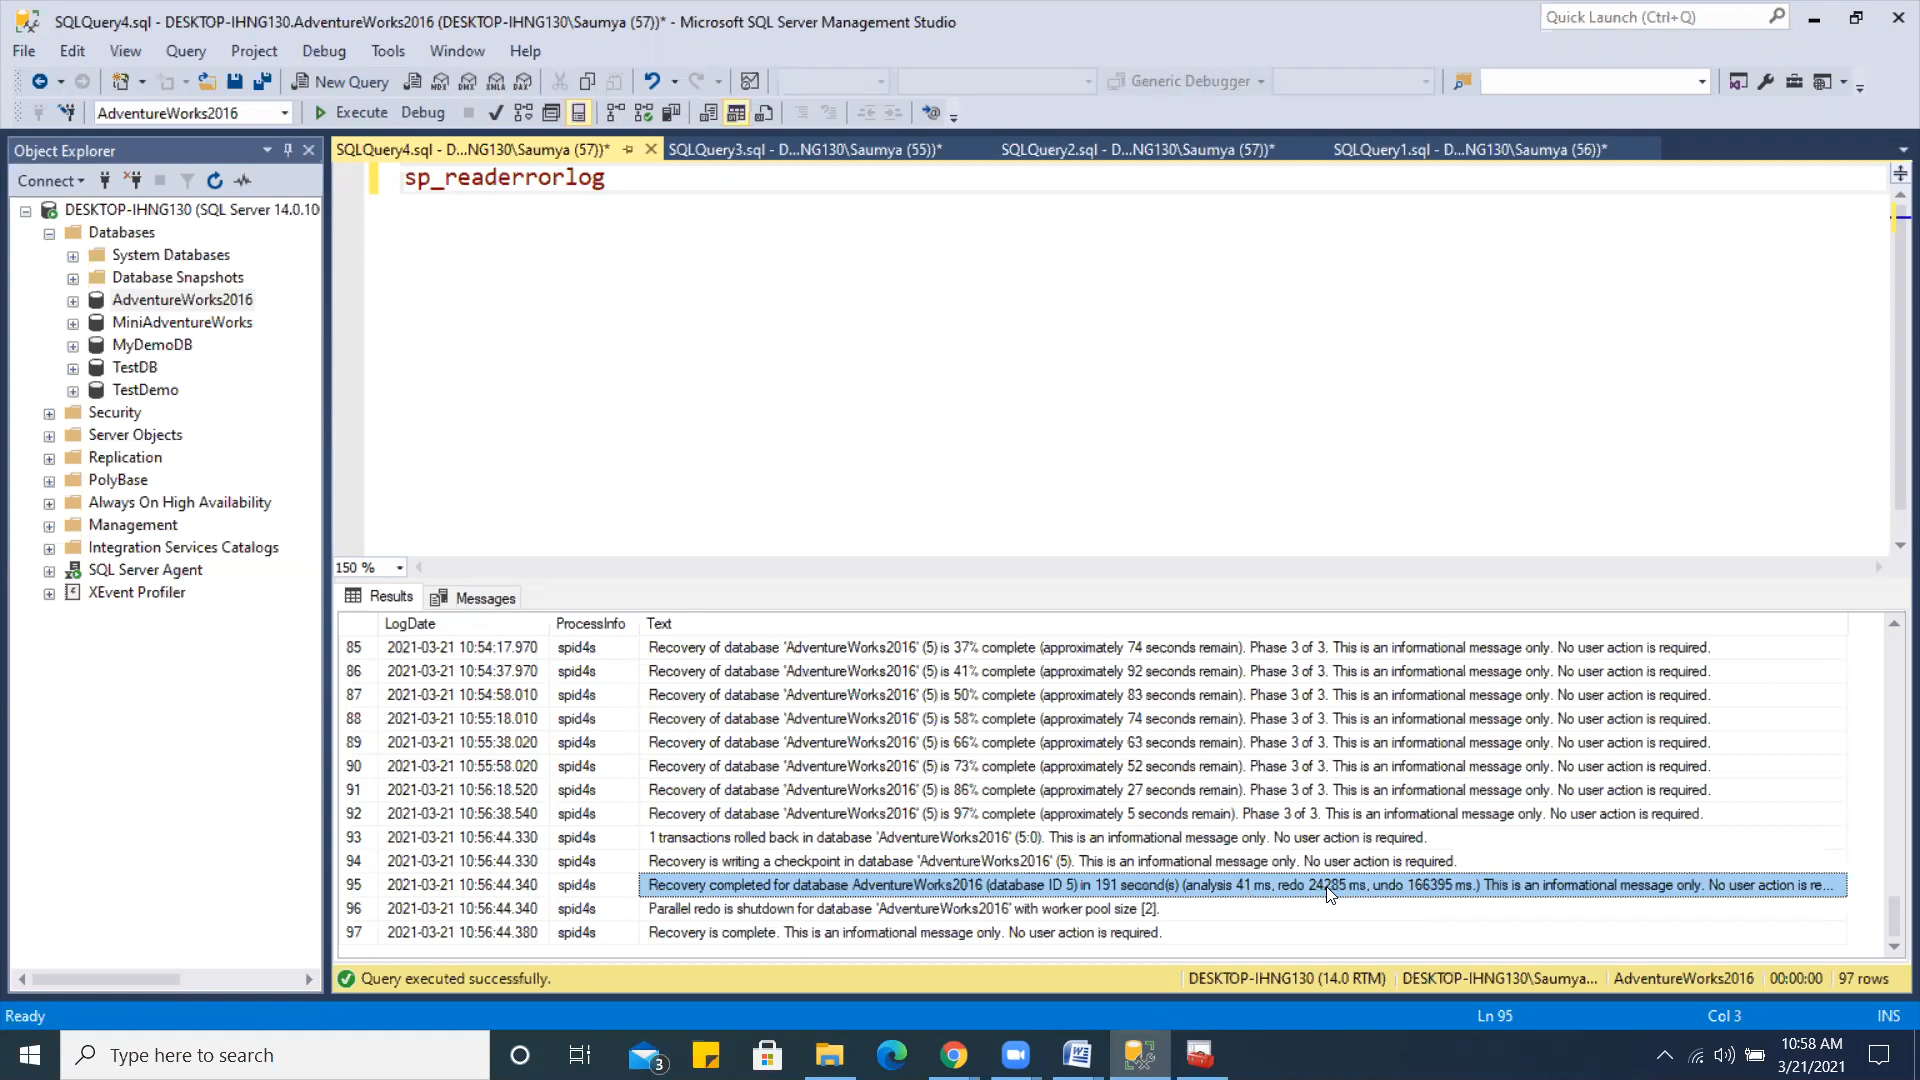 SQLQuery4.sql - DESKTOP-IHNG130.AdventureWorks2016 (DESKTOP-IHNG130\Saumya (57))* - Microsoft SQL Server Management Studio
Quick Launch (Ctrl+Q)
File Edit View Query Project Debug Tools Window Help
New Query MDX DMX XMLA DAX Generic Debugger
AdventureWorks2016 Execute Debug
Object Explorer
SQLQuery4.sql - D...NG130\Saumya (57))* SQLQuery3.sql - D...NG130\Saumya (55))* SQLQuery2.sql - D...NG130\Saumya (57))* SQLQuery1.sql - D...NG130\Saumya (56))*
Connect
sp_readerrorlog
DESKTOP-IHNG130 (SQL Server 14.0.10
Databases
System Databases
Database Snapshots
AdventureWorks2016
MiniAdventureWorks
MyDemoDB
TestDB
TestDemo
Security
Server Objects
Replication
PolyBase
Always On High Availability
Management
Integration Services Catalogs
SQL Server Agent
XEvent Profiler
150 %
Results Messages
LogDate ProcessInfo Text
85 2021-03-21 10:54:17.970 spid4s Recovery of database 'AdventureWorks2016' (5) is 37% complete (approximately 74 seconds remain). Phase 3 of 3. This is an informational message only. No user action is required.
86 2021-03-21 10:54:37.970 spid4s Recovery of database 'AdventureWorks2016' (5) is 41% complete (approximately 92 seconds remain). Phase 3 of 3. This is an informational message only. No user action is required.
87 2021-03-21 10:54:58.010 spid4s Recovery of database 'AdventureWorks2016' (5) is 50% complete (approximately 83 seconds remain). Phase 3 of 3. This is an informational message only. No user action is required.
88 2021-03-21 10:55:18.010 spid4s Recovery of database 'AdventureWorks2016' (5) is 58% complete (approximately 74 seconds remain). Phase 3 of 3. This is an informational message only. No user action is required.
89 2021-03-21 10:55:38.020 spid4s Recovery of database 'AdventureWorks2016' (5) is 66% complete (approximately 63 seconds remain). Phase 3 of 3. This is an informational message only. No user action is required.
90 2021-03-21 10:55:58.020 spid4s Recovery of database 'AdventureWorks2016' (5) is 73% complete (approximately 52 seconds remain). Phase 3 of 3. This is an informational message only. No user action is required.
91 2021-03-21 10:56:18.520 spid4s Recovery of database 'AdventureWorks2016' (5) is 86% complete (approximately 27 seconds remain). Phase 3 of 3. This is an informational message only. No user action is required.
92 2021-03-21 10:56:38.540 spid4s Recovery of database 'AdventureWorks2016' (5) is 97% complete (approximately 5 seconds remain). Phase 3 of 3. This is an informational message only. No user action is required.
93 2021-03-21 10:56:44.330 spid4s 1 transactions rolled back in database 'AdventureWorks2016' (5:0). This is an informational message only. No user action is required.
94 2021-03-21 10:56:44.330 spid4s Recovery is writing a checkpoint in database 'AdventureWorks2016' (5). This is an informational message only. No user action is required.
95 2021-03-21 10:56:44.340 spid4s Recovery completed for database AdventureWorks2016 (database ID 5) in 191 second(s) (analysis 41 ms, redo 24285 ms, undo 166395 ms.) This is an informational message only. No user action is re...
96 2021-03-21 10:56:44.340 spid4s Parallel redo is shutdown for database 'AdventureWorks2016' with worker pool size [2].
97 2021-03-21 10:56:44.380 spid4s Recovery is complete. This is an informational message only. No user action is required.
Query executed successfully. DESKTOP-IHNG130 (14.0 RTM) DESKTOP-IHNG130\Saumya... AdventureWorks2016 00:00:00 97 rows
Ready Ln 95 Col 3 INS
Type here to search 3 10:58 AM
3/21/2021